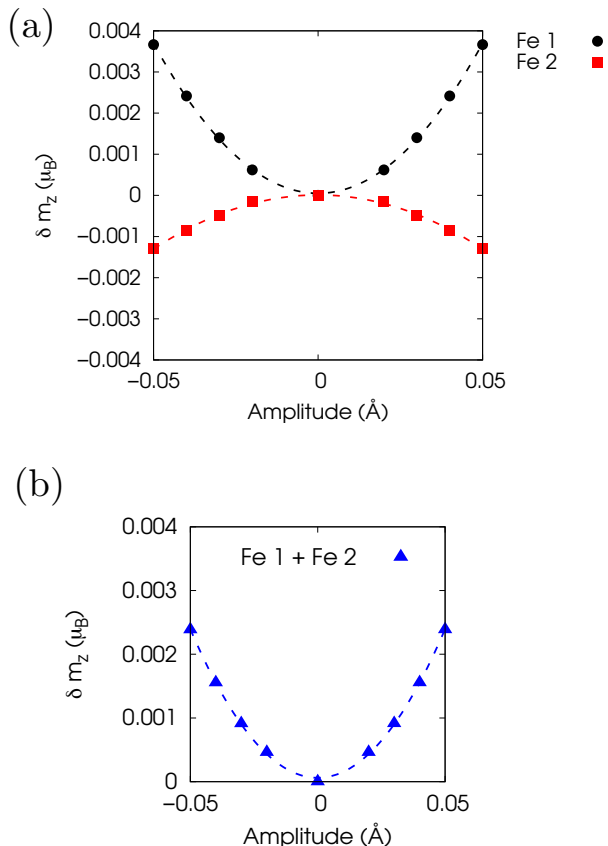 (a)
Fe 1
Fe 2
0.004
0.003
0.002
0.001
0
−0.001
−0.002
−0.003
−0.004
δ m_z (μ_B)
−0.05
0
0.05
Amplitude (Å)
(b)
Fe 1 + Fe 2
0.004
0.003
0.002
0.001
0
δ m_z (μ_B)
−0.05
0
0.05
Amplitude (Å)